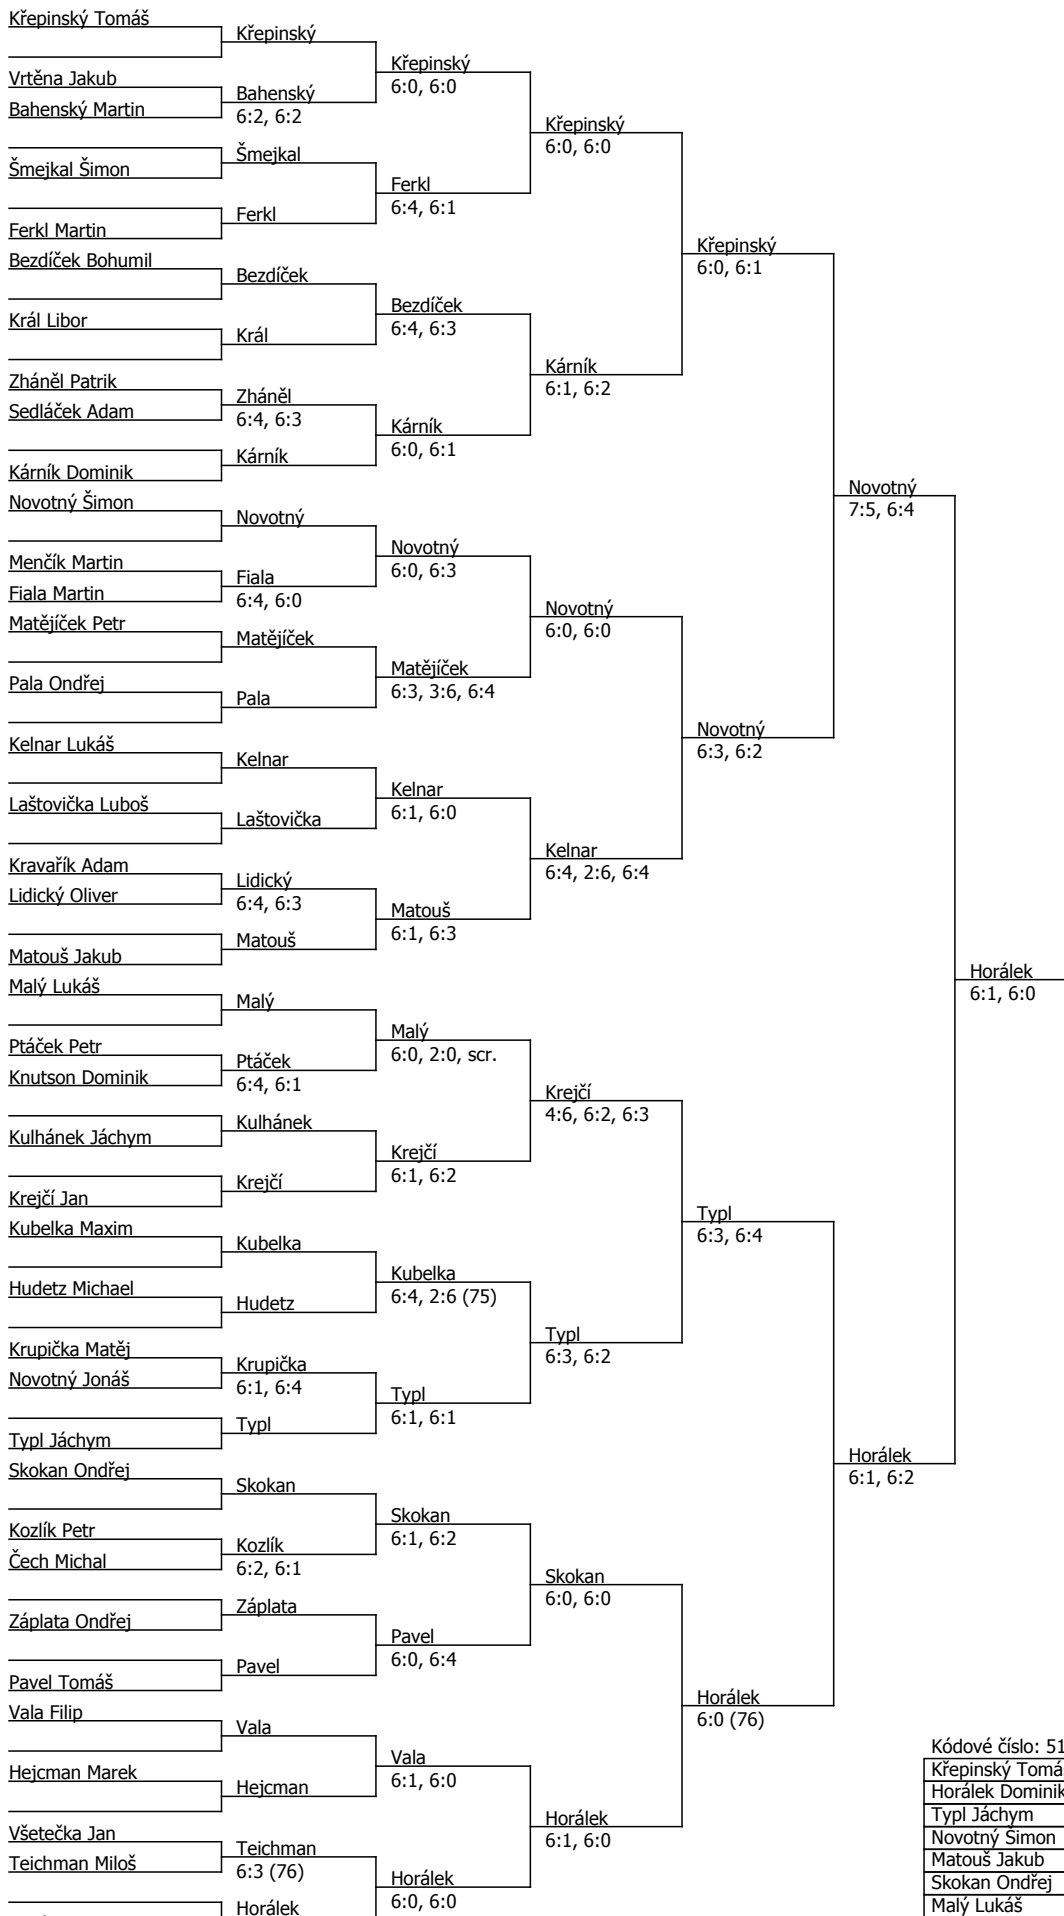 Křepinský Tomáš
Křepinský
Křepinský
6:0, 6:0
Vrtěna Jakub
Bahenský
6:2, 6:2
Bahenský Martin
Křepinský
6:0, 6:0
Šmejkal
Šmejkal Šimon
Ferkl
6:4, 6:1
Ferkl
Ferkl Martin
Křepinský
6:0, 6:1
Bezdíček Bohumil
Bezdíček
Bezdíček
6:4, 6:3
Král Libor
Král
Kárník
6:1, 6:2
Zháněl Patrik
Zháněl
6:4, 6:3
Sedláček Adam
Kárník
6:0, 6:1
Kárník
Kárník Dominik
Novotný
7:5, 6:4
Novotný Šimon
Novotný
Novotný
6:0, 6:3
Menčík Martin
Fiala
6:4, 6:0
Fiala Martin
Novotný
6:0, 6:0
Matějíček Petr
Matějíček
Matějíček
6:3, 3:6, 6:4
Pala Ondřej
Pala
Novotný
6:3, 6:2
Kelnar Lukáš
Kelnar
Kelnar
6:1, 6:0
Laštovička Luboš
Laštovička
Kelnar
6:4, 2:6, 6:4
Kravařík Adam
Lidický
6:4, 6:3
Lidický Oliver
Matouš
6:1, 6:3
Matouš
Matouš Jakub
Horálek
6:1, 6:0
Malý Lukáš
Malý
Malý
6:0, 2:0, scr.
Ptáček Petr
Ptáček
6:4, 6:1
Knutson Dominik
Krejčí
4:6, 6:2, 6:3
Kulhánek
Kulhánek Jáchym
Krejčí
6:1, 6:2
Krejčí
Krejčí Jan
Typl
6:3, 6:4
Kubelka Maxim
Kubelka
Kubelka
6:4, 2:6 (75)
Hudetz Michael
Hudetz
Typl
6:3, 6:2
Krupička Matěj
Krupička
6:1, 6:4
Novotný Jonáš
Typl
6:1, 6:1
Typl
Typl Jáchym
Horálek
6:1, 6:2
Skokan Ondřej
Skokan
Skokan
6:1, 6:2
Kozlík Petr
Kozlík
6:2, 6:1
Čech Michal
Skokan
6:0, 6:0
Záplata
Záplata Ondřej
Pavel
6:0, 6:4
Pavel
Pavel Tomáš
Horálek
6:0 (76)
Vala Filip
Vala
Vala
6:1, 6:0
Hejcman Marek
Hejcman
Horálek
6:1, 6:0
Všetečka Jan
Teichman
6:3 (76)
Teichman Miloš
Horálek
6:0, 6:0
Horálek
Kódové číslo: 51
Křepinský Tomá
Horálek Dominik
Typl Jáchym
Novotný Šimon
Matouš Jakub
Skokan Ondřej
Malý Lukáš